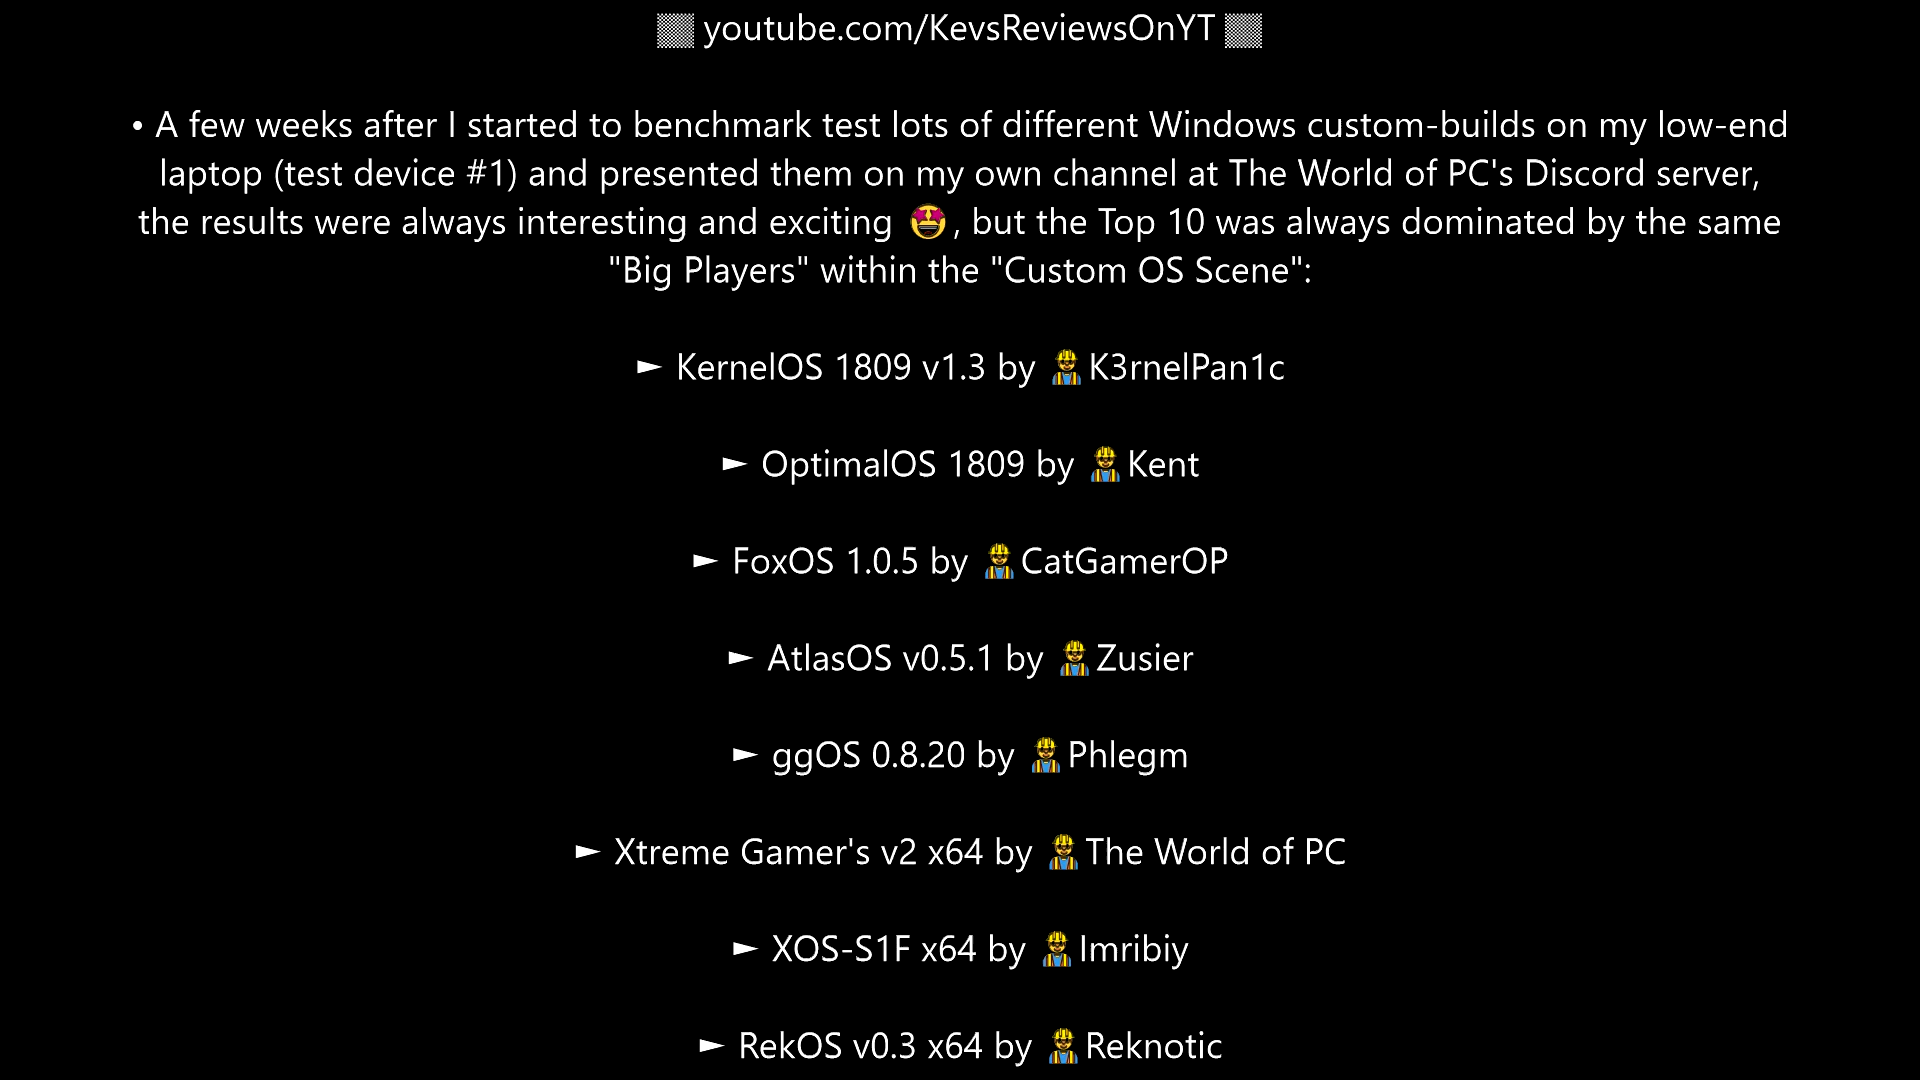 ▒▒ youtube.com/KevsReviewsOnYT ▒▒
• A few weeks after I started to benchmark test lots of different Windows custom-builds on my low-end
laptop (test device #1) and presented them on my own channel at The World of PC's Discord server,
the results were always interesting and exciting 🤩, but the Top 10 was always dominated by the same
"Big Players" within the "Custom OS Scene":
► KernelOS 1809 v1.3 by 👷K3rnelPan1c
► OptimalOS 1809 by 👷Kent
► FoxOS 1.0.5 by 👷CatGamerOP
► AtlasOS v0.5.1 by 👷Zusier
► ggOS 0.8.20 by 👷Phlegm
► Xtreme Gamer's v2 x64 by 👷The World of PC
► XOS-S1F x64 by 👷Imribiy
► RekOS v0.3 x64 by 👷Reknotic